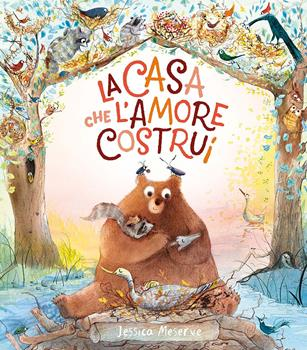 LA CASA
CHE L'AMORE
COSTRUÌ
Jessica Meserve